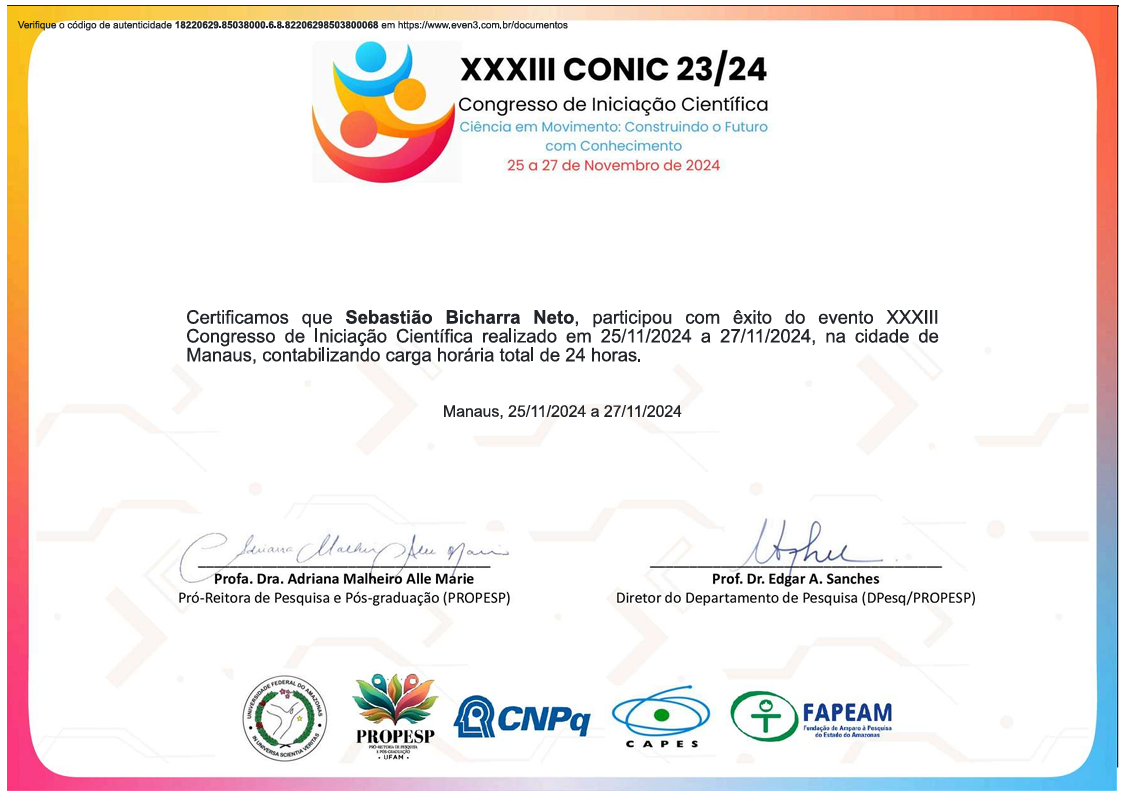 Verifique o código de autenticidade 18220629.85038000.6.8.82206298503800068 em https://www.even3.com.br/documentos
XXXIII CONIC 23/24
Congresso de Iniciação Científica
Ciência em Movimento: Construindo o Futuro
com Conhecimento
25 a 27 de Novembro de 2024
Certificamos que Sebastião Bicharra Neto, participou com êxito do evento XXXIII
Congresso de Iniciação Científica realizado em 25/11/2024 a 27/11/2024, na cidade de
Manaus, contabilizando carga horária total de 24 horas.
Manaus, 25/11/2024 a 27/11/2024
Adriana Malheiro Alle Marie
Profa. Dra. Adriana Malheiro Alle Marie
Pró-Reitora de Pesquisa e Pós-graduação (PROPESP)
Prof. Dr. Edgar A. Sanches
Diretor do Departamento de Pesquisa (DPesq/PROPESP)
UNIVERSIDADE FEDERAL DO AMAZONAS
IN UNIVERSA SCIENTIA VERITAS
PROPESP
PRÓ-REITORIA DE PESQUISA
E PÓS-GRADUAÇÃO
• UFAM •
CNPq
CAPES
FAPEAM
Fundação de Amparo à Pesquisa
do Estado do Amazonas